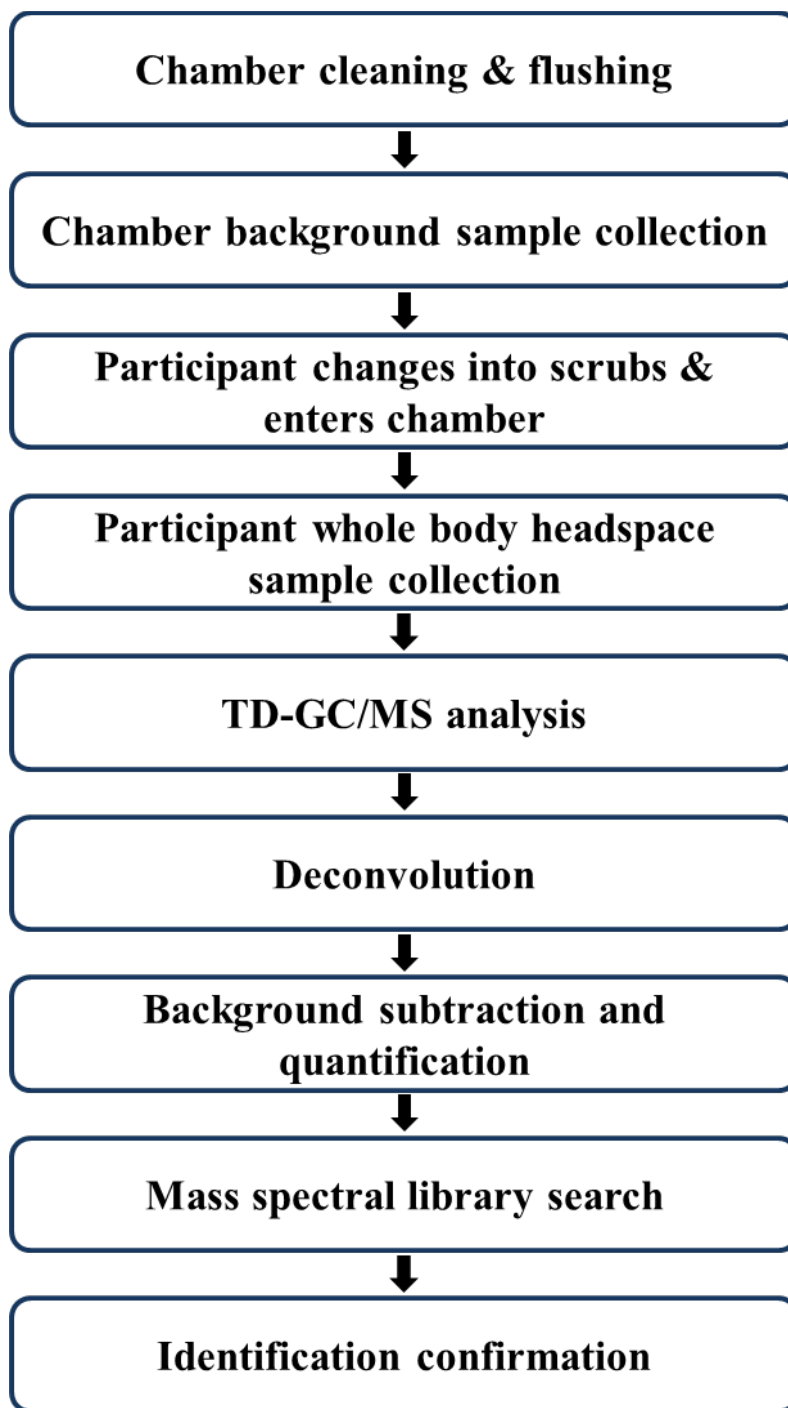 Chamber cleaning & flushing
Chamber background sample collection
Participant changes into scrubs &
enters chamber
Participant whole body headspace
sample collection
TD-GC/MS analysis
Deconvolution
Background subtraction and
quantification
Mass spectral library search
Identification confirmation